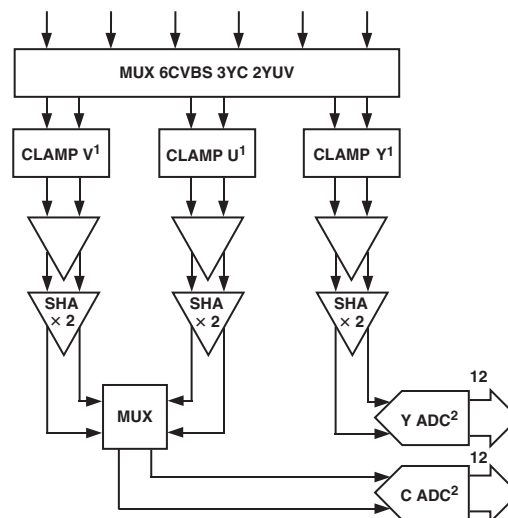 MUX 6CVBS 3YC 2YUV
CLAMP V¹
CLAMP U¹
CLAMP Y¹
SHA
× 2
SHA
× 2
SHA
× 2
MUX
12
Y ADC²
12
C ADC²